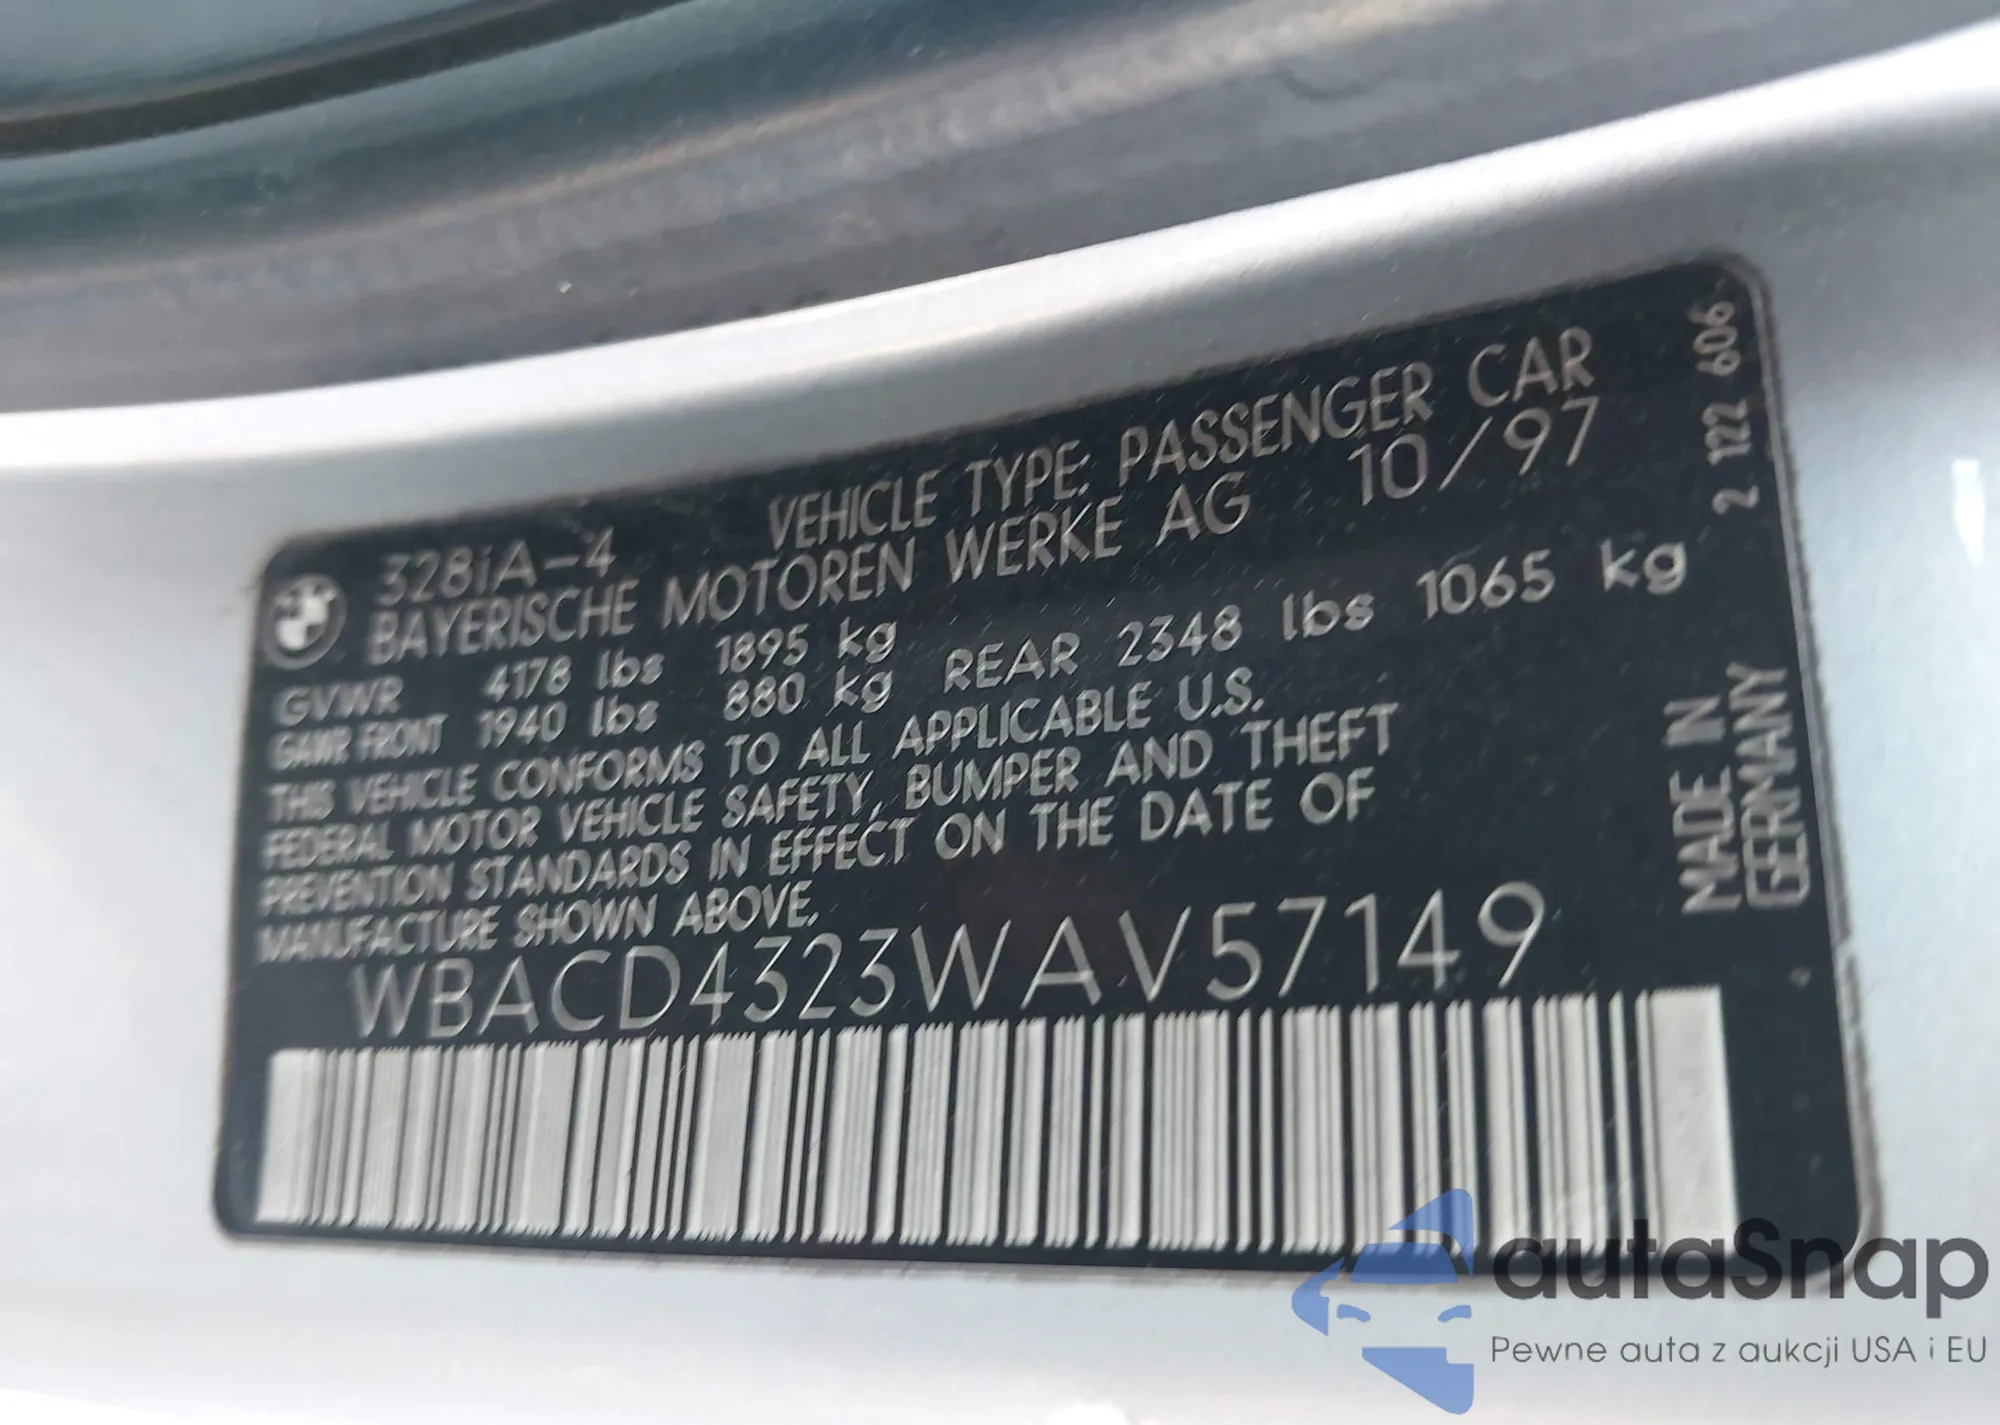 328iA-4 VEHICLE TYPE: PASSENGER CAR
BAYERISCHE MOTOREN WERKE AG 10/97
GVWR 4178 lbs 1895 kg
GAWR FRONT 1940 lbs 880 kg REAR 2348 lbs 1065 kg
THIS VEHICLE CONFORMS TO ALL APPLICABLE U.S.
FEDERAL MOTOR VEHICLE SAFETY, BUMPER AND THEFT
PREVENTION STANDARDS IN EFFECT ON THE DATE OF
MANUFACTURE SHOWN ABOVE.
WBACD4323WAV57149
2 122 606
MADE IN
GERMANY
autaSnap
Pewne auta z aukcji USA i EU